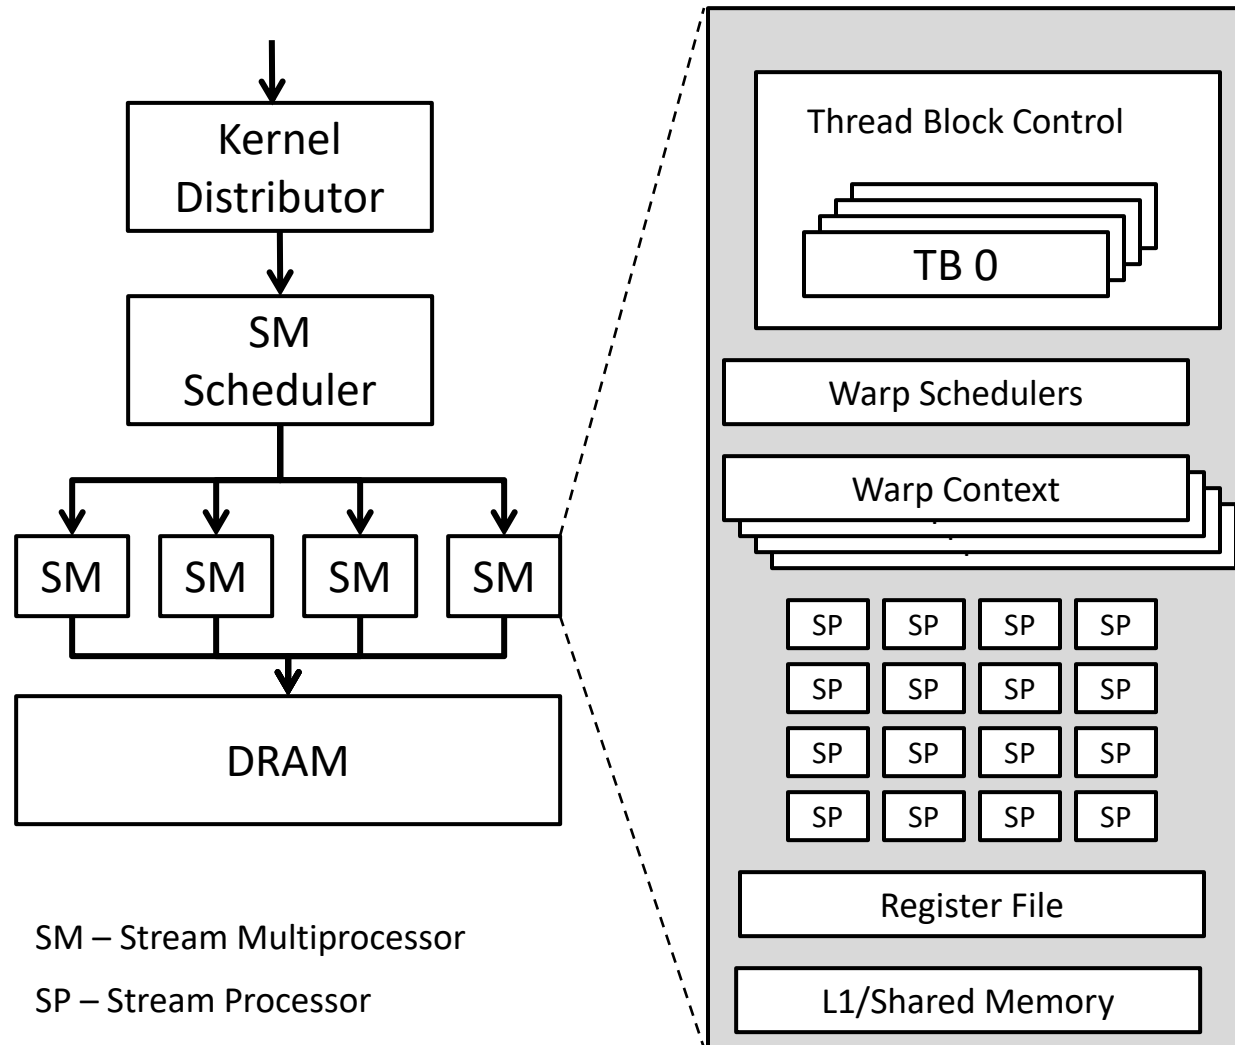 Kernel
Distributor
SM
Scheduler
SM SM SM SM
DRAM
SM – Stream Multiprocessor
SP – Stream Processor
Thread Block Control
TB 0
Warp Schedulers
Warp Context
SP SP SP SP
SP SP SP SP
SP SP SP SP
SP SP SP SP
Register File
L1/Shared Memory